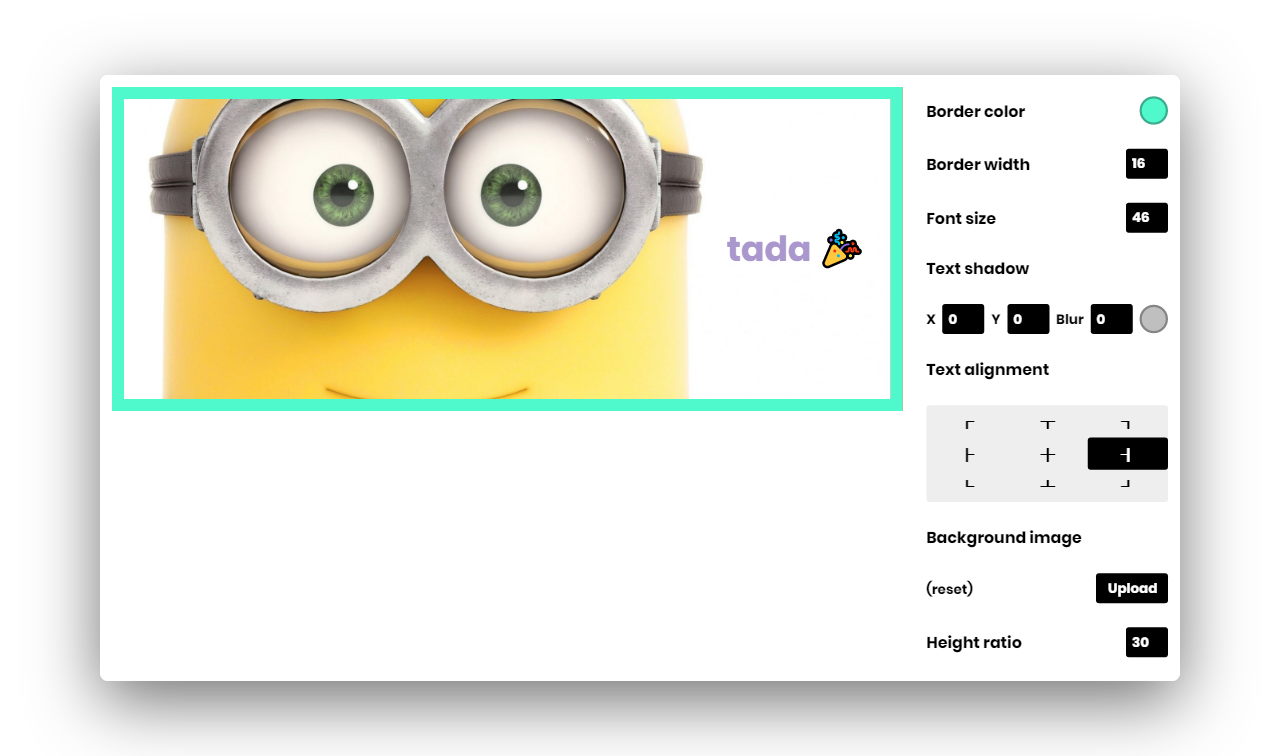 tada 🎉
Border color
Border width 16
Font size 46
Text shadow
X 0 Y 0 Blur 0
Text alignment
Background image
(reset) Upload
Height ratio 30